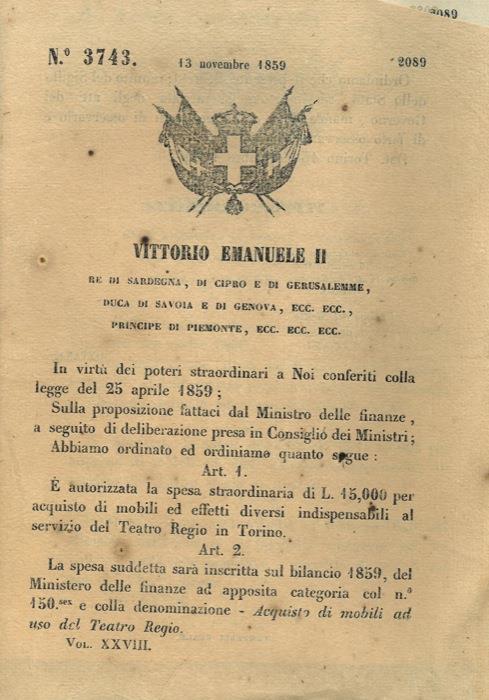 2089
N.º 3743. 13 novembre 1859 2089
VITTORIO EMANUELE II
RE DI SARDEGNA, DI CIPRO E DI GERUSALEMME,
DUCA DI SAVOIA E DI GENOVA, ECC. ECC.,
PRINCIPE DI PIEMONTE, ECC. ECC. ECC.
In virtù dei poteri straordinari a Noi conferiti colla
legge del 25 aprile 1859;
Sulla proposizione fattaci dal Ministro delle finanze,
a seguito di deliberazione presa in Consiglio dei Ministri;
Abbiamo ordinato ed ordiniamo quanto segue:
Art. 1.
È autorizzata la spesa straordinaria di L. 15,000 per
acquisto di mobili ed effetti diversi indispensabili al
servizio del Teatro Regio in Torino.
Art. 2.
La spesa suddetta sarà inscritta sul bilancio 1859, del
Ministero delle finanze ad apposita categoria col n.º
150.ses e colla denominazione - Acquisto di mobili ad
uso del Teatro Regio.
VOL. XXVIII.